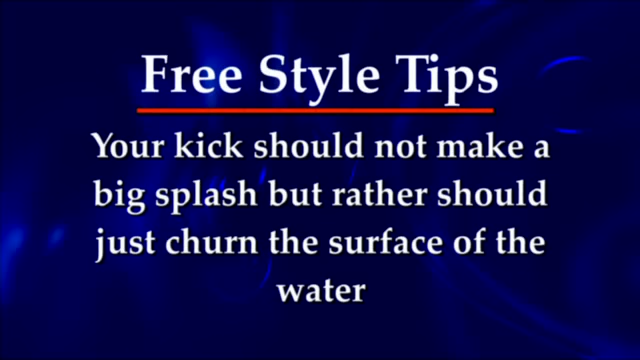 Free Style Tips
Your kick should not make a
big splash but rather should
just churn the surface of the
water